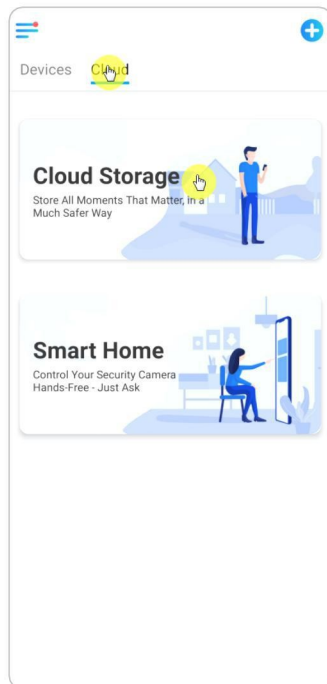 Devices Cloud
Cloud Storage
Store All Moments That Matter, in a
Much Safer Way
Smart Home
Control Your Security Camera
Hands-Free - Just Ask